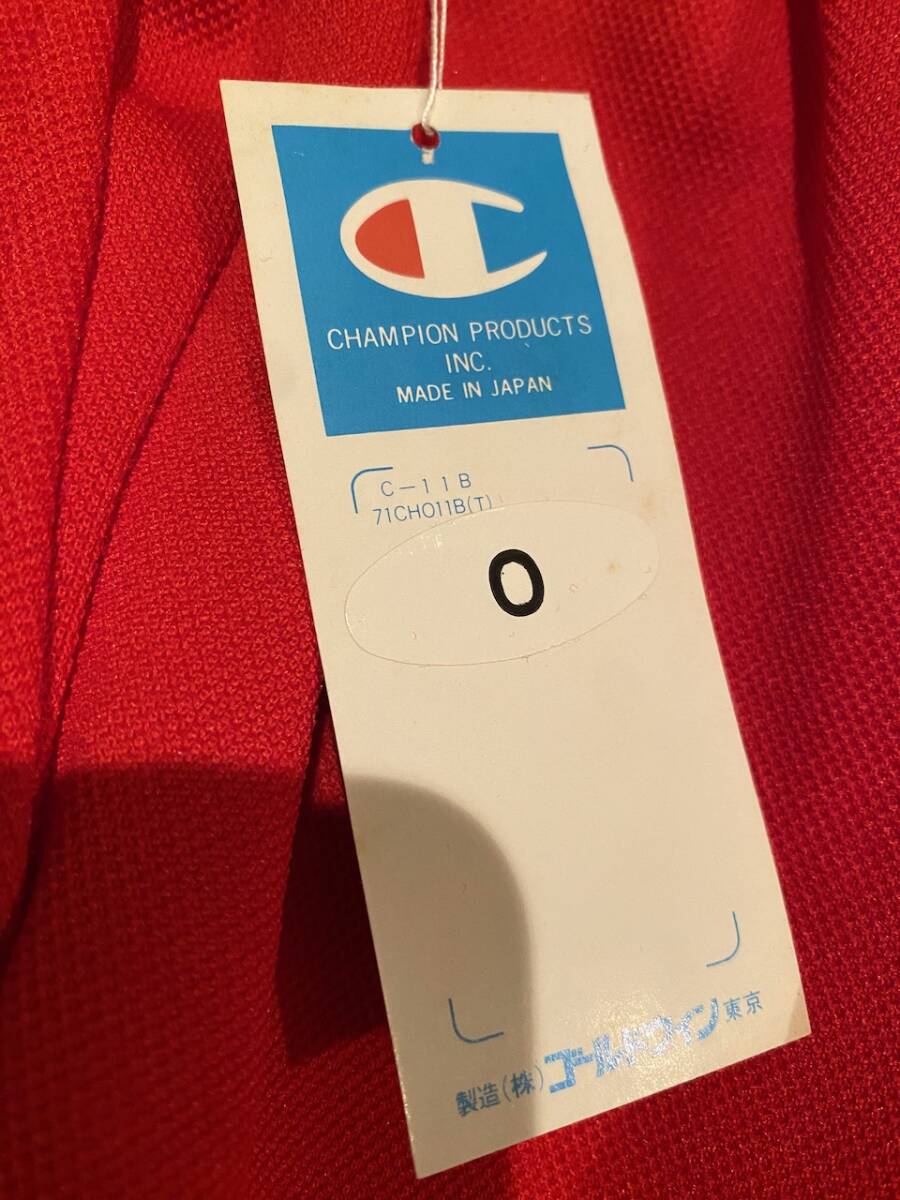 CHAMPION PRODUCTS
INC.
MADE IN JAPAN
C-11B
71CH011B(T)
O
製造(株)ゴールドウイン東京